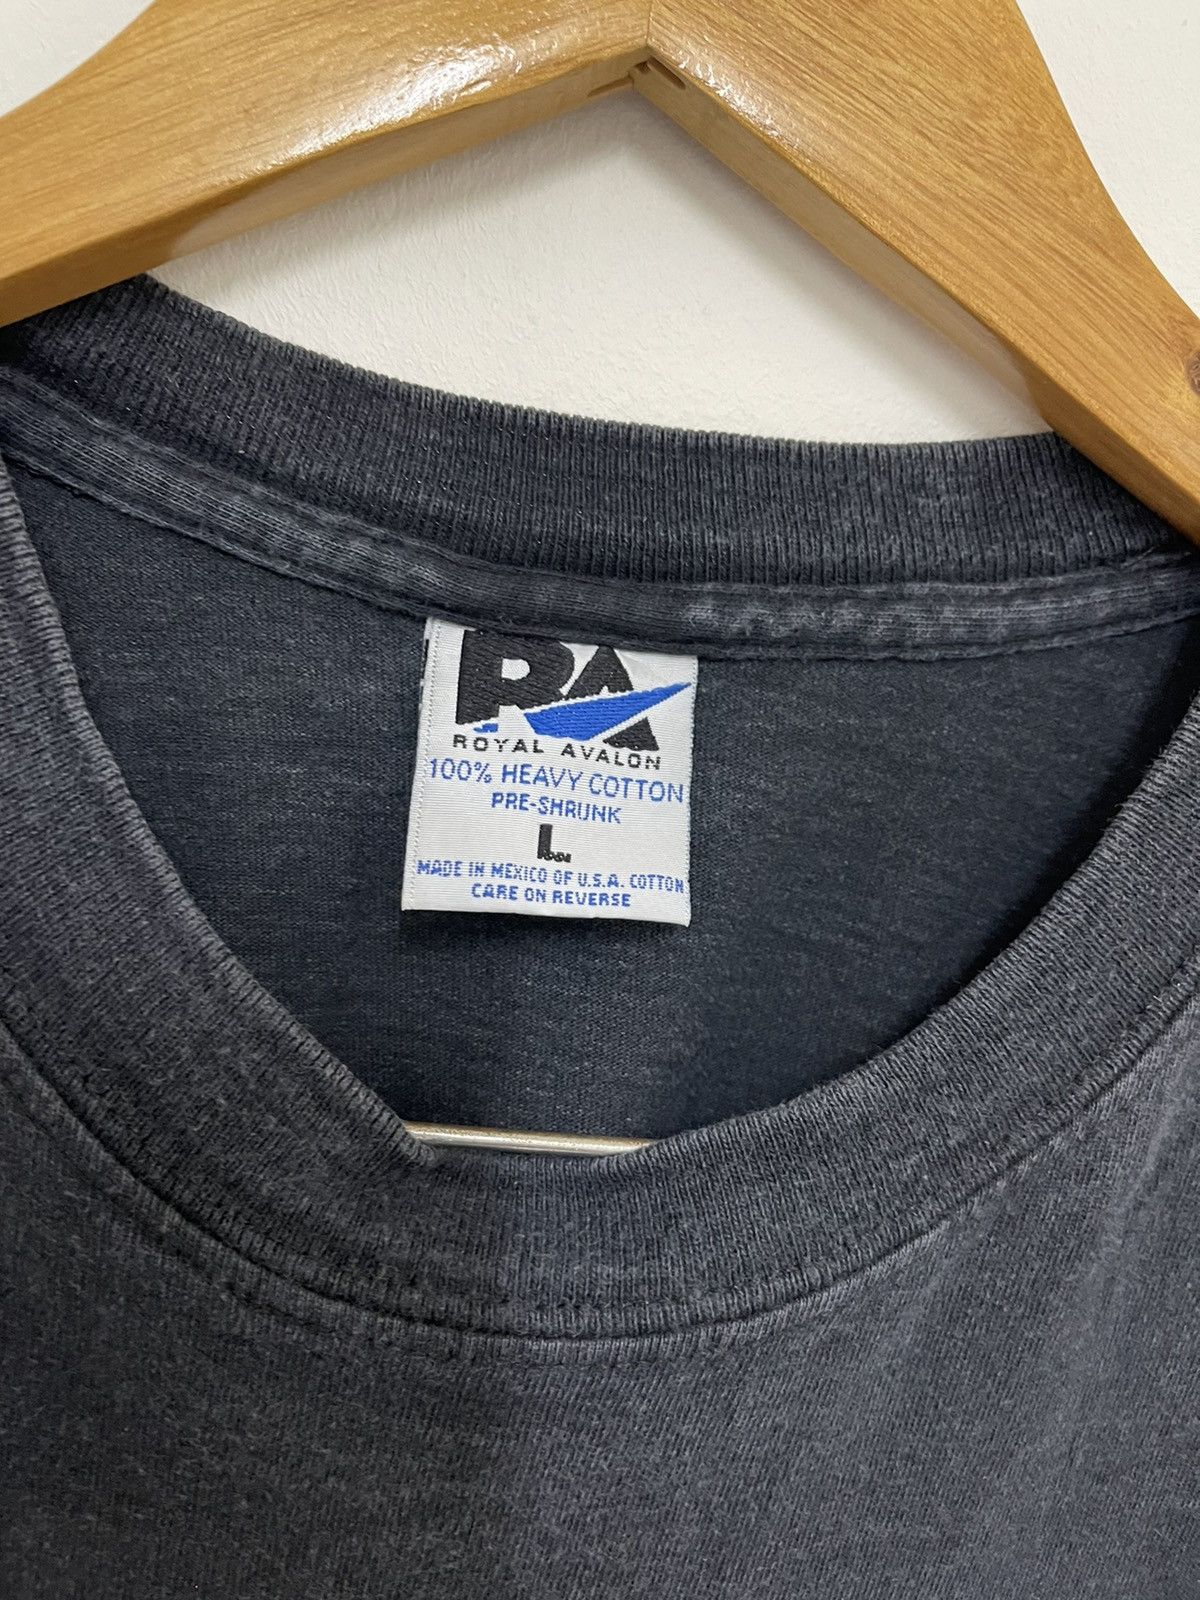 RA
ROYAL AVALON
100% HEAVY COTTON
PRE-SHRUNK
L
MADE IN MEXICO OF U.S.A. COTTON
CARE ON REVERSE